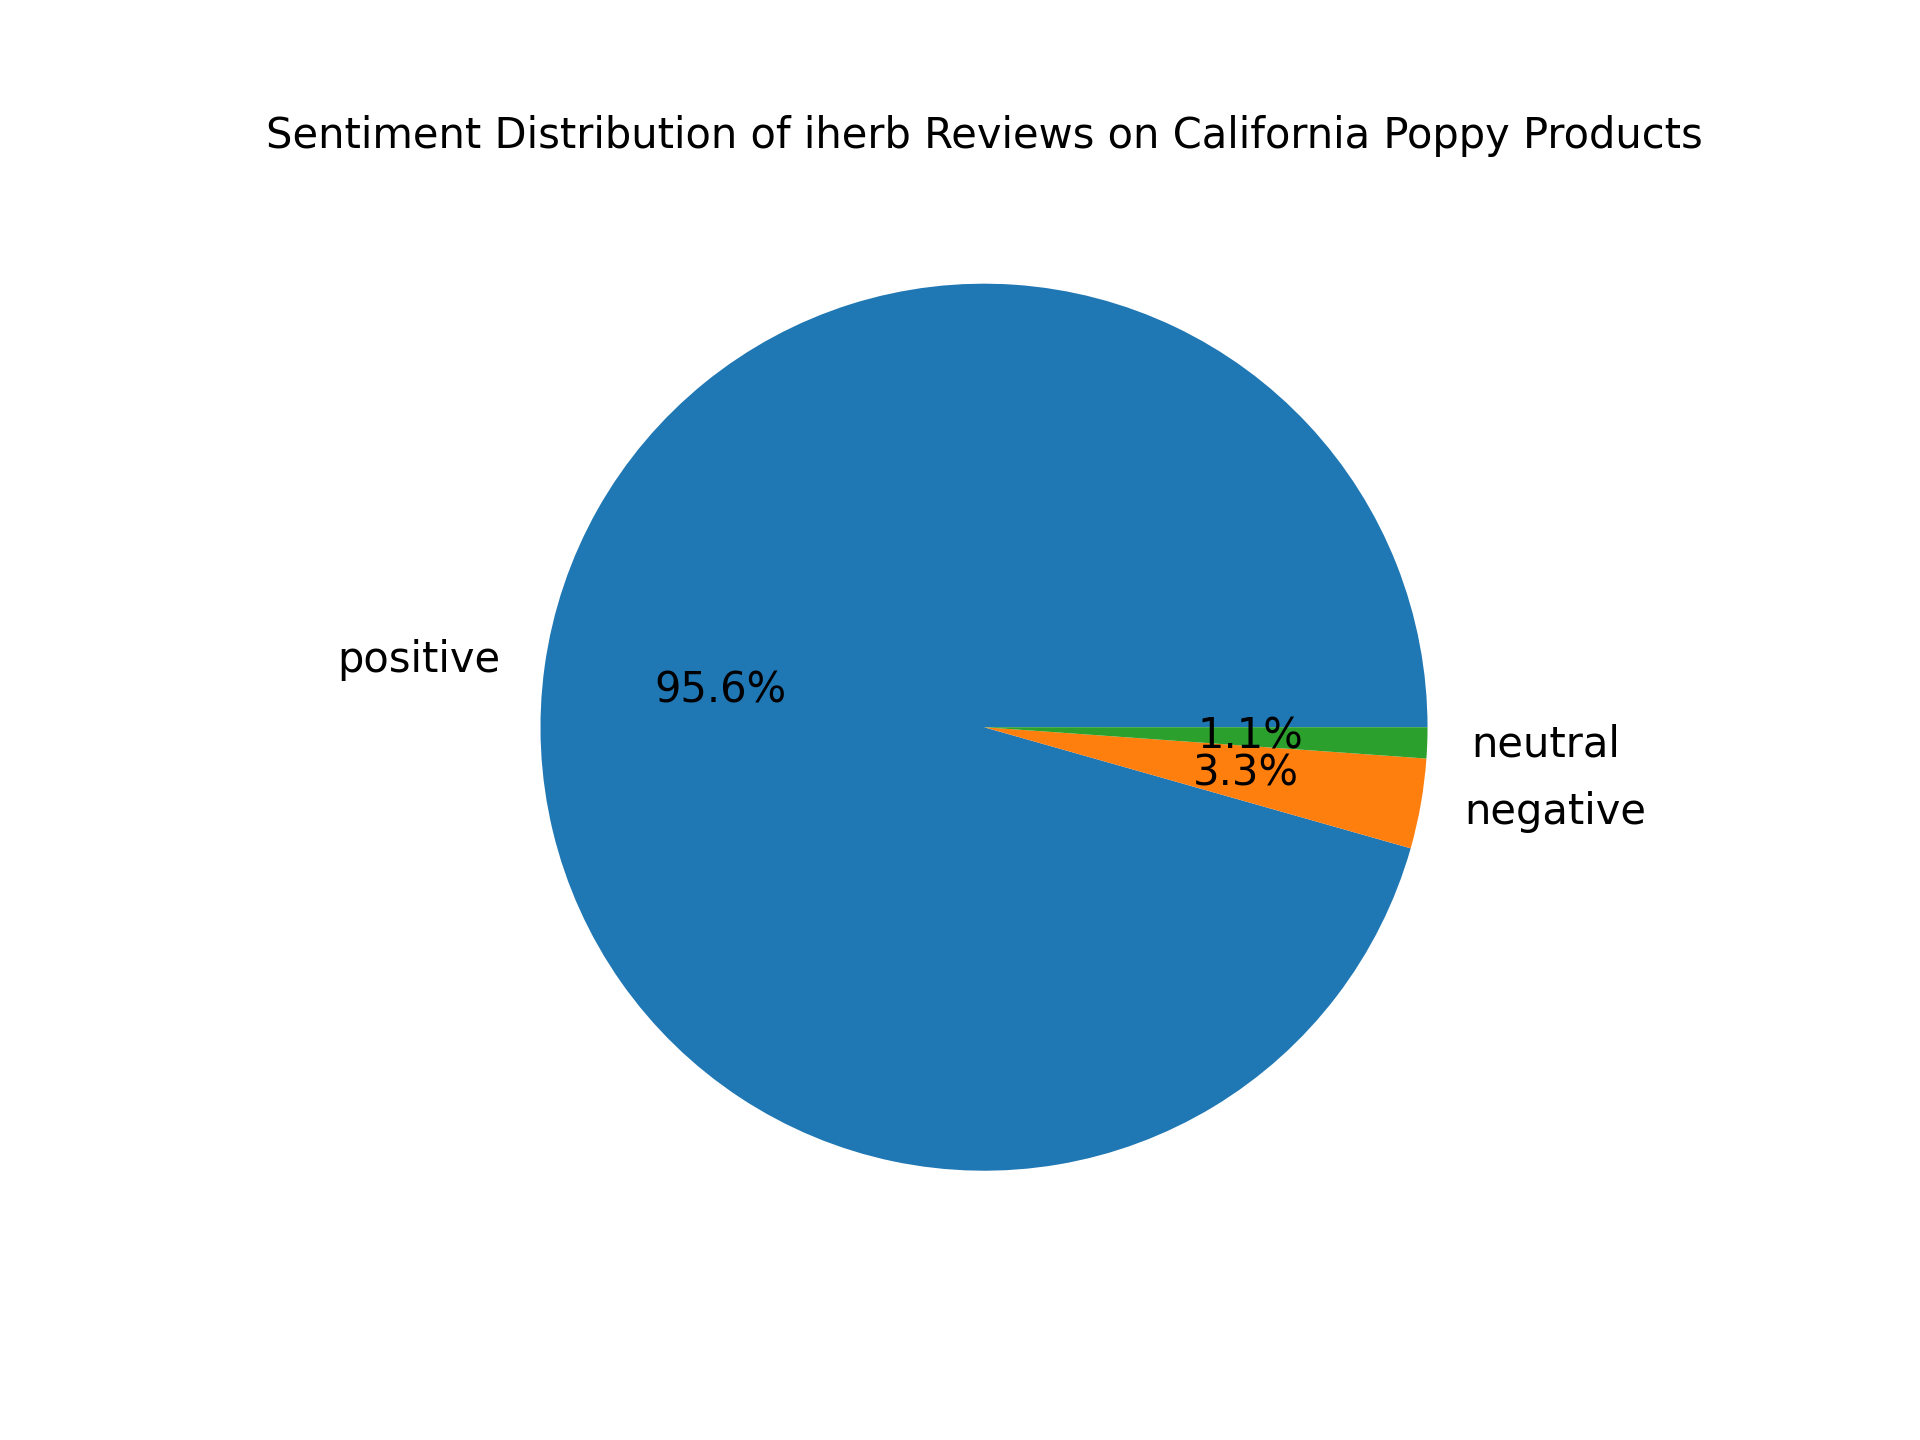 Sentiment Distribution of iherb Reviews on California Poppy Products
positive
95.6%
1.1%
neutral
3.3%
negative